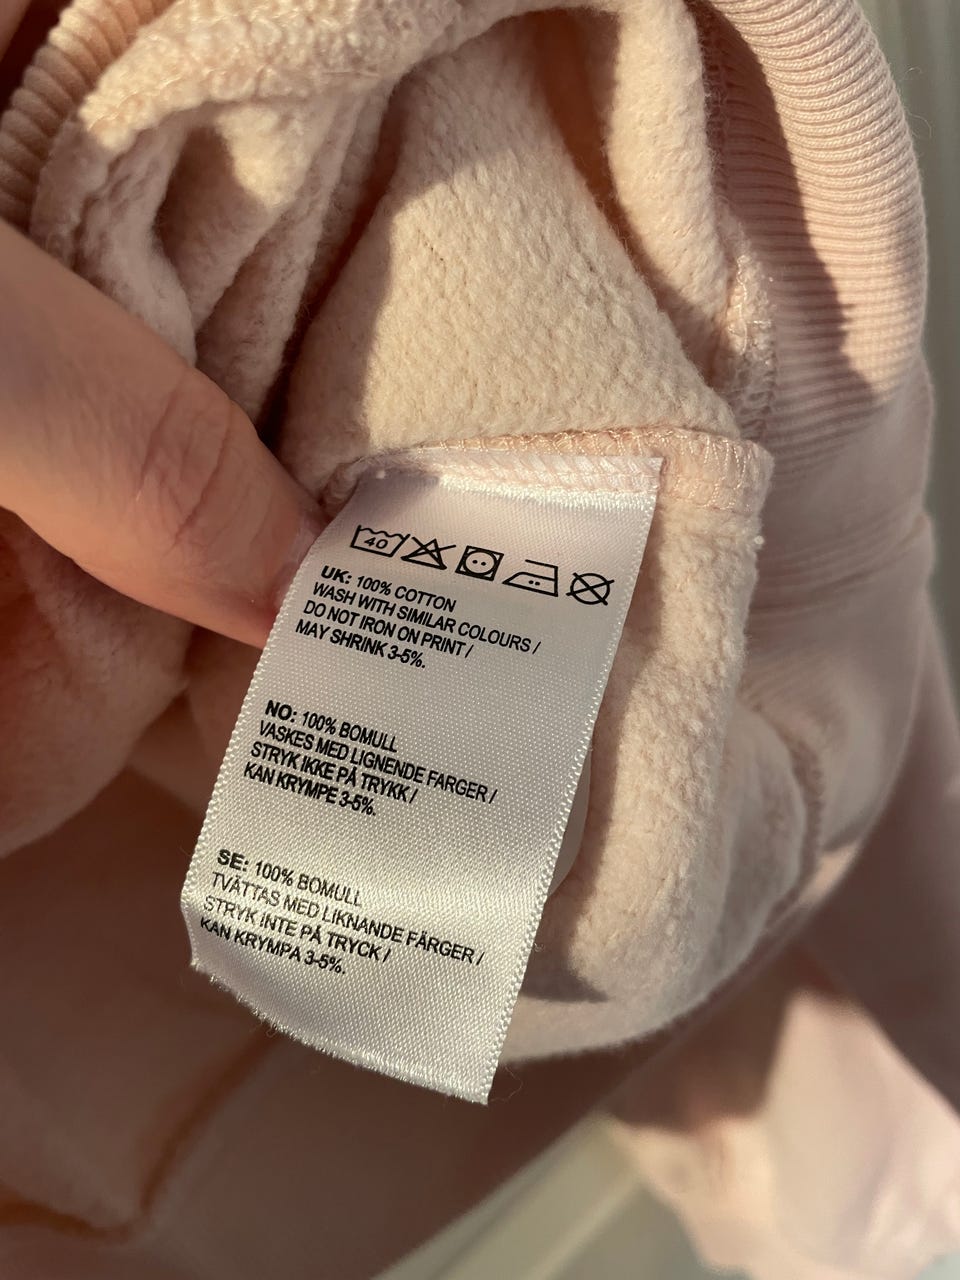 40
UK: 100% COTTON
WASH WITH SIMILAR COLOURS /
DO NOT IRON ON PRINT /
MAY SHRINK 3-5%.
NO: 100% BOMULL
VASKES MED LIGNENDE FARGER /
STRYK IKKE PÅ TRYKK /
KAN KRYMPE 3-5%.
SE: 100% BOMULL
TVÄTTAS MED LIKNANDE FÄRGER /
STRYK INTE PÅ TRYCK /
KAN KRYMPA 3-5%.